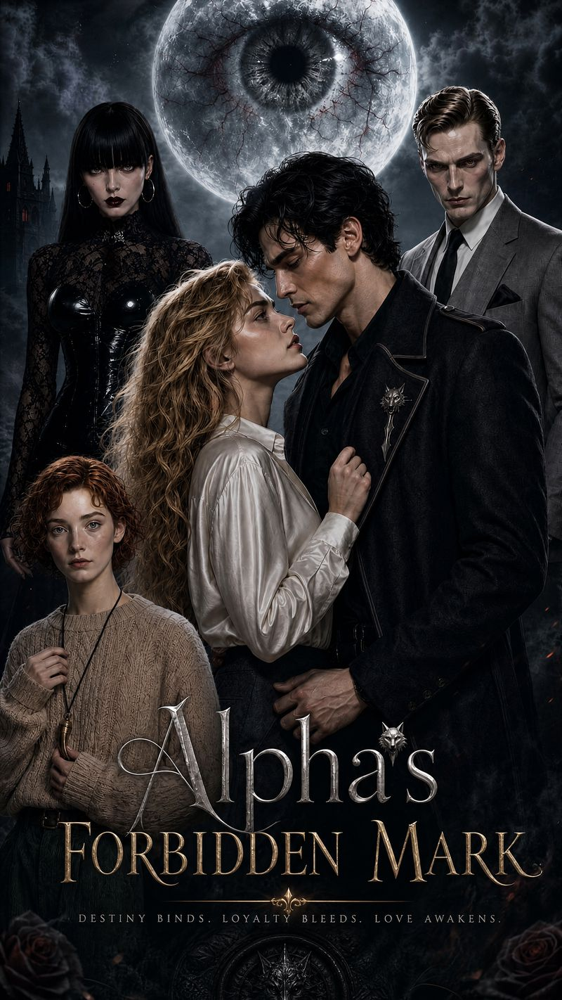 Alpha's
FORBIDDEN MARK
DESTINY BINDS. LOYALTY BLEEDS. LOVE AWAKENS.